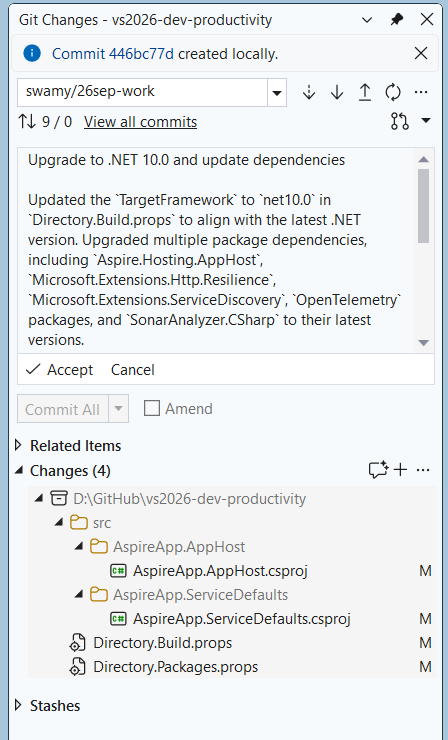 Git Changes - vs2026-dev-productivity
Commit 446bc77d created locally.
swamy/26sep-work
9 / 0 View all commits
Upgrade to .NET 10.0 and update dependencies
Updated the `TargetFramework` to `net10.0` in
`Directory.Build.props` to align with the latest .NET
version. Upgraded multiple package dependencies,
including `Aspire.Hosting.AppHost`,
`Microsoft.Extensions.Http.Resilience`,
`Microsoft.Extensions.ServiceDiscovery`, `OpenTelemetry`
packages, and `SonarAnalyzer.CSharp` to their latest
versions.
Accept Cancel
Commit All Amend
Related Items
Changes (4)
D:\GitHub\vs2026-dev-productivity
src
AspireApp.AppHost
C# AspireApp.AppHost.csproj M
AspireApp.ServiceDefaults
C# AspireApp.ServiceDefaults.csproj M
Directory.Build.props M
Directory.Packages.props M
Stashes